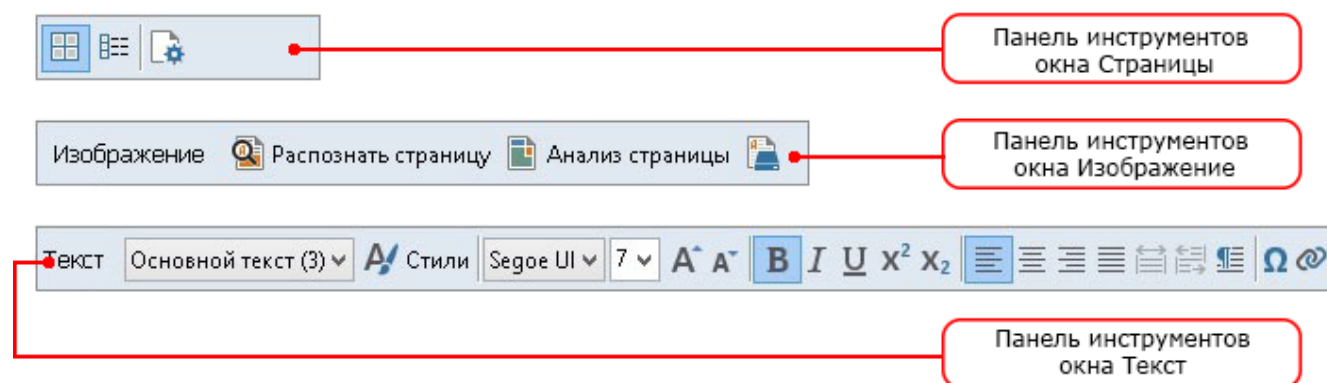 Панель инструментов
окна Страницы
Изображение Распознать страницу Анализ страницы
Панель инструментов
окна Изображение
Текст Основной текст (3) Стили Segoe UI 7 A A B I U X² X₂ Ω
Панель инструментов
окна Текст